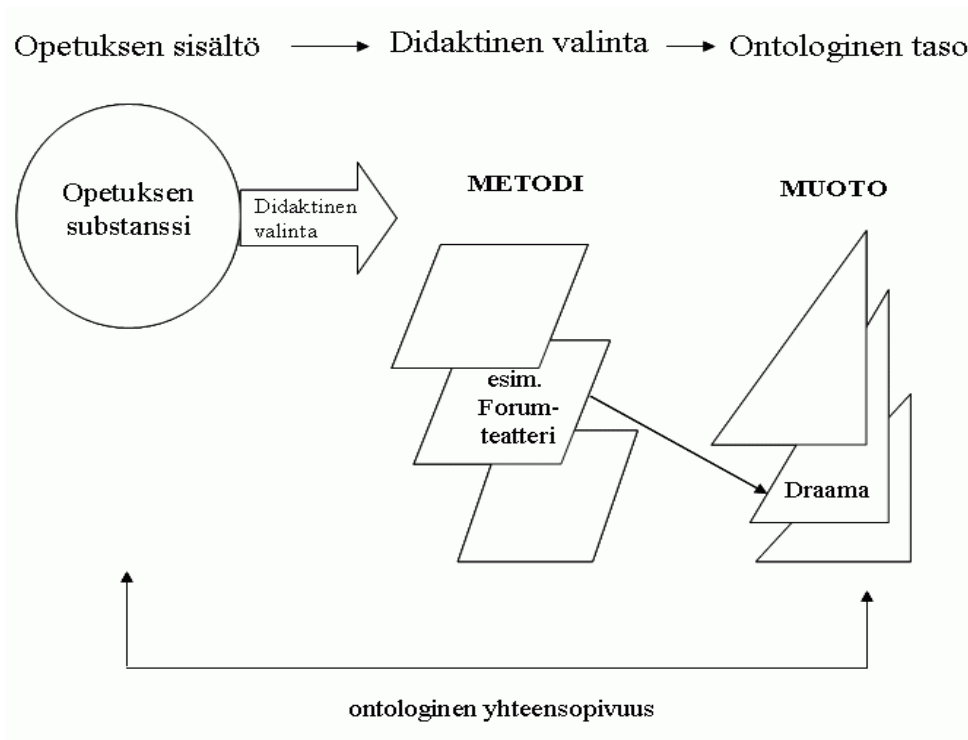 Opetuksen sisältö
Didaktinen valinta
Ontologinen taso
Opetuksen
substanssi
Didaktinen
valinta
METODI
MUOTO
esim.
Forum-
teatteri
Draama
ontologinen yhteensopivuus